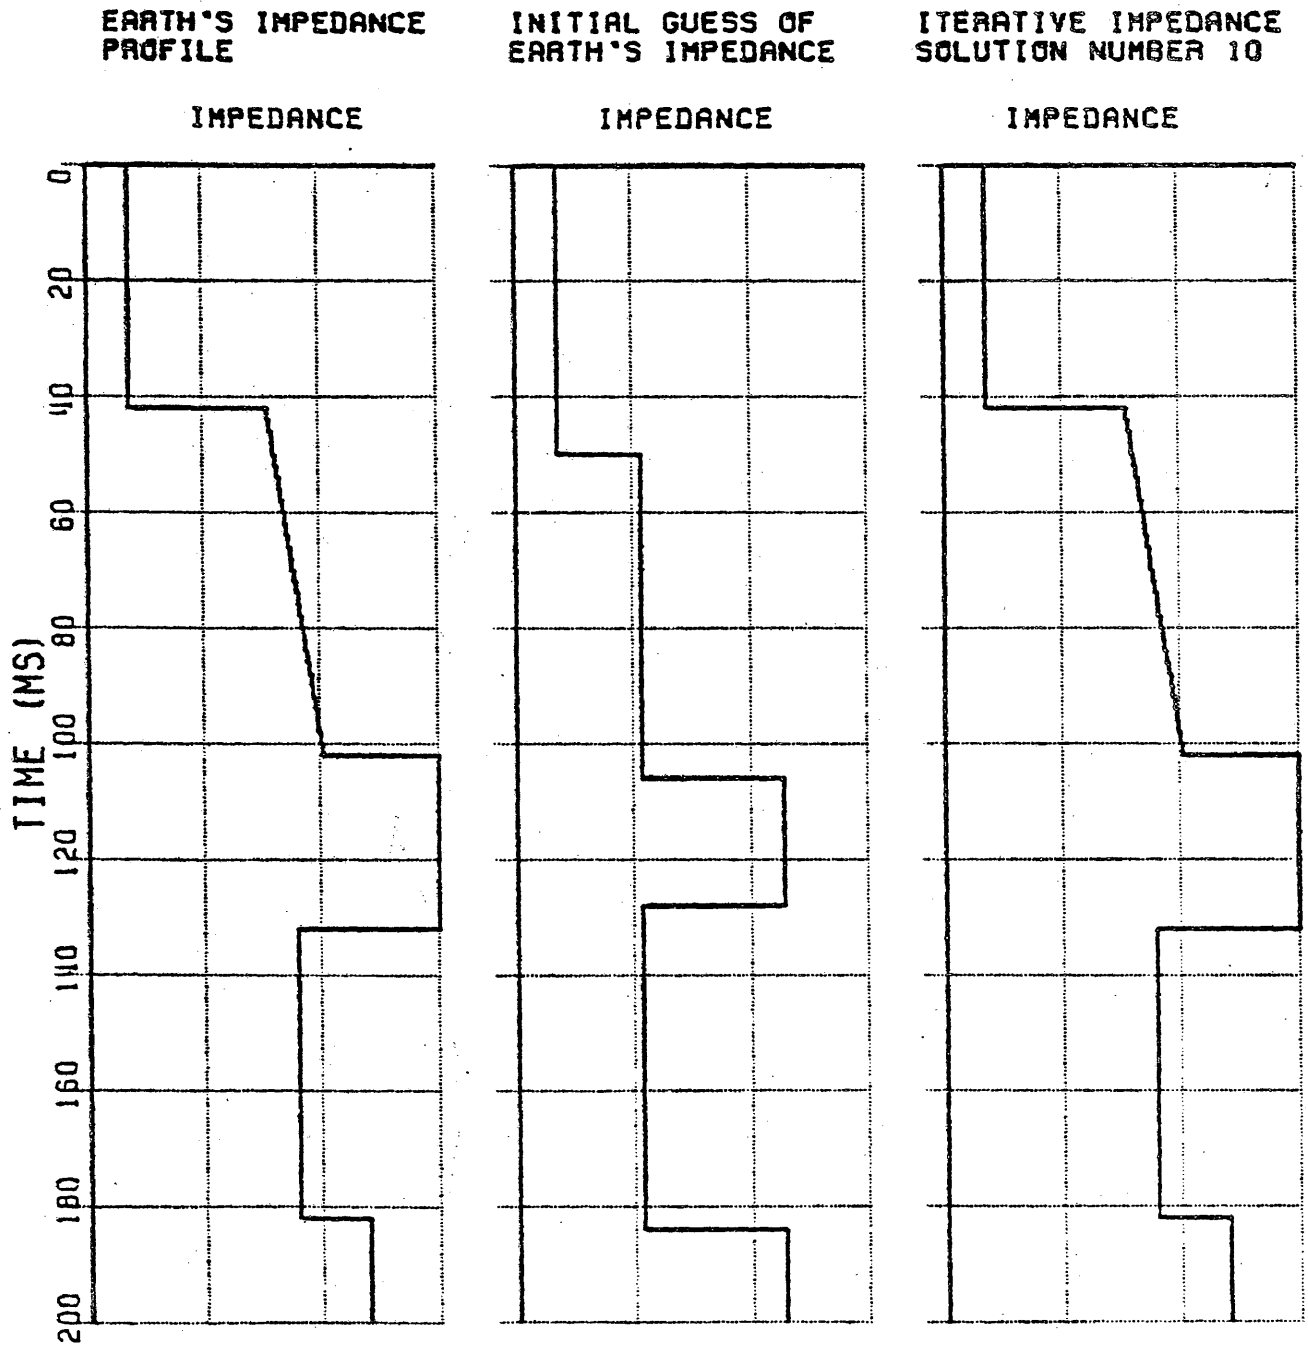 EARTH'S IMPEDANCE
PROFILE
INITIAL GUESS OF
EARTH'S IMPEDANCE
ITERATIVE IMPEDANCE
SOLUTION NUMBER 10
IMPEDANCE
IMPEDANCE
IMPEDANCE
TIME (MS)
0
20
40
60
80
100
120
140
160
180
200